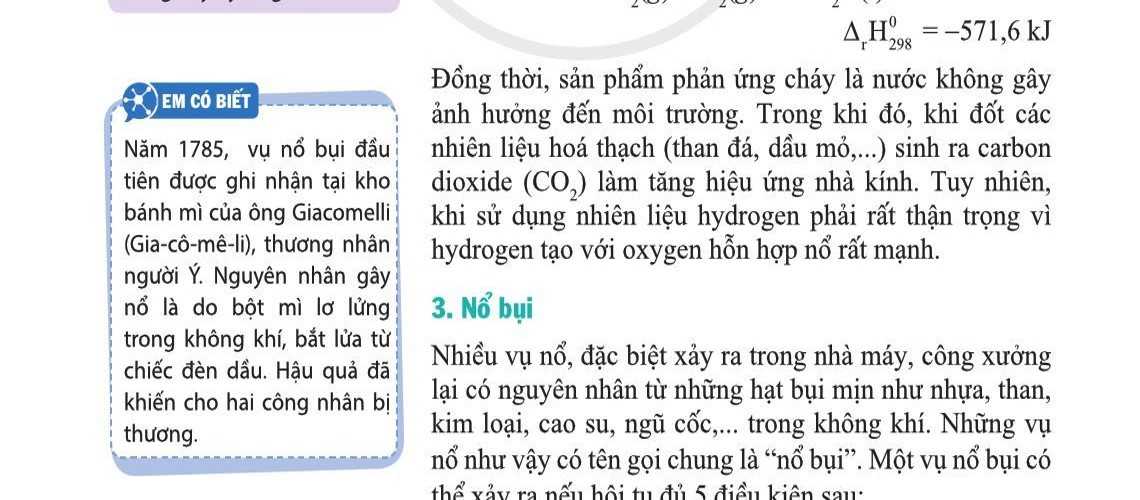 Δ_rH⁰₂₉₈ = –571,6 kJ
Đồng thời, sản phẩm phản ứng cháy là nước không gây
ảnh hưởng đến môi trường. Trong khi đó, khi đốt các
nhiên liệu hoá thạch (than đá, dầu mỏ,...) sinh ra carbon
dioxide (CO₂) làm tăng hiệu ứng nhà kính. Tuy nhiên,
khi sử dụng nhiên liệu hydrogen phải rất thận trọng vì
hydrogen tạo với oxygen hỗn hợp nổ rất mạnh.
EM CÓ BIẾT
Năm 1785, vụ nổ bụi đầu
tiên được ghi nhận tại kho
bánh mì của ông Giacomelli
(Gia-cô-mê-li), thương nhân
người Ý. Nguyên nhân gây
nổ là do bột mì lơ lửng
trong không khí, bắt lửa từ
chiếc đèn dầu. Hậu quả đã
khiến cho hai công nhân bị
thương.
3. Nổ bụi
Nhiều vụ nổ, đặc biệt xảy ra trong nhà máy, công xưởng
lại có nguyên nhân từ những hạt bụi mịn như nhựa, than,
kim loại, cao su, ngũ cốc,... trong không khí. Những vụ
nổ như vậy có tên gọi chung là “nổ bụi”. Một vụ nổ bụi có
thể xảy ra nếu hội tụ đủ 5 điều kiện sau: